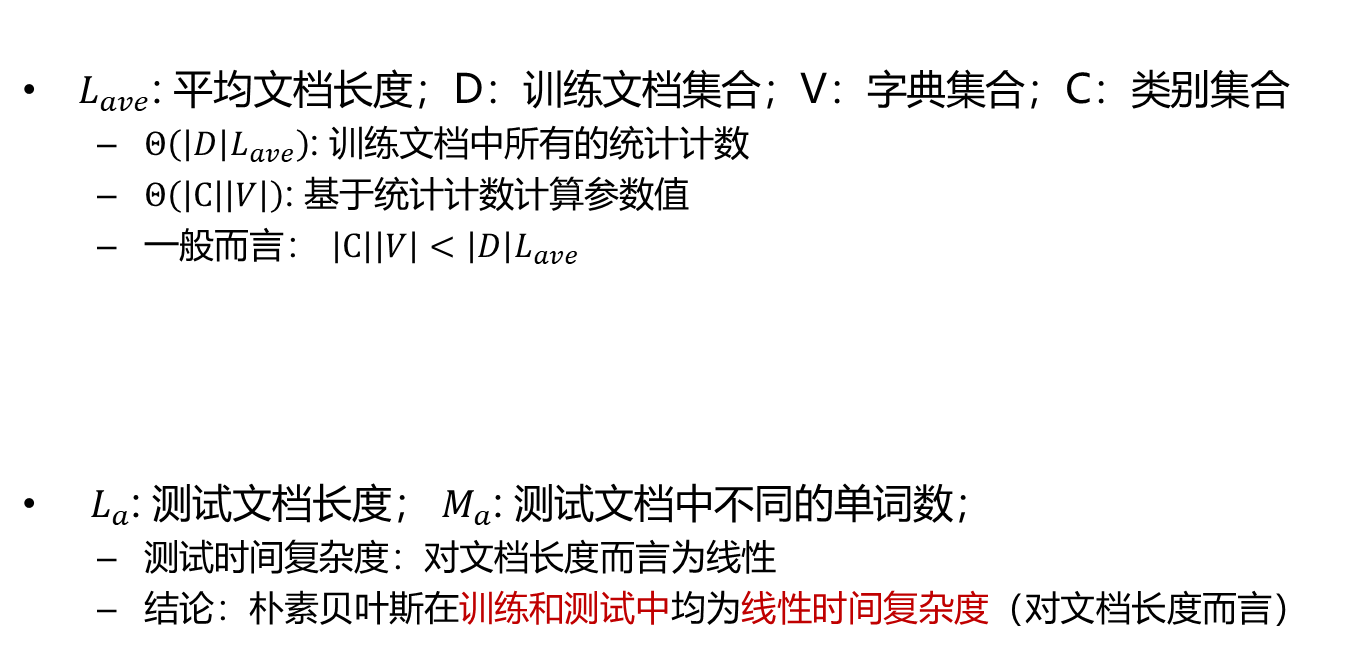 • L_ave: 平均文档长度；D：训练文档集合；V：字典集合；C：类别集合
– Θ(|D|L_ave): 训练文档中所有的统计计数
– Θ(|C||V|): 基于统计计数计算参数值
– 一般而言： |C||V| < |D|L_ave
• L_a: 测试文档长度； M_a: 测试文档中不同的单词数；
– 测试时间复杂度：对文档长度而言为线性
– 结论：朴素贝叶斯在训练和测试中均为线性时间复杂度（对文档长度而言）